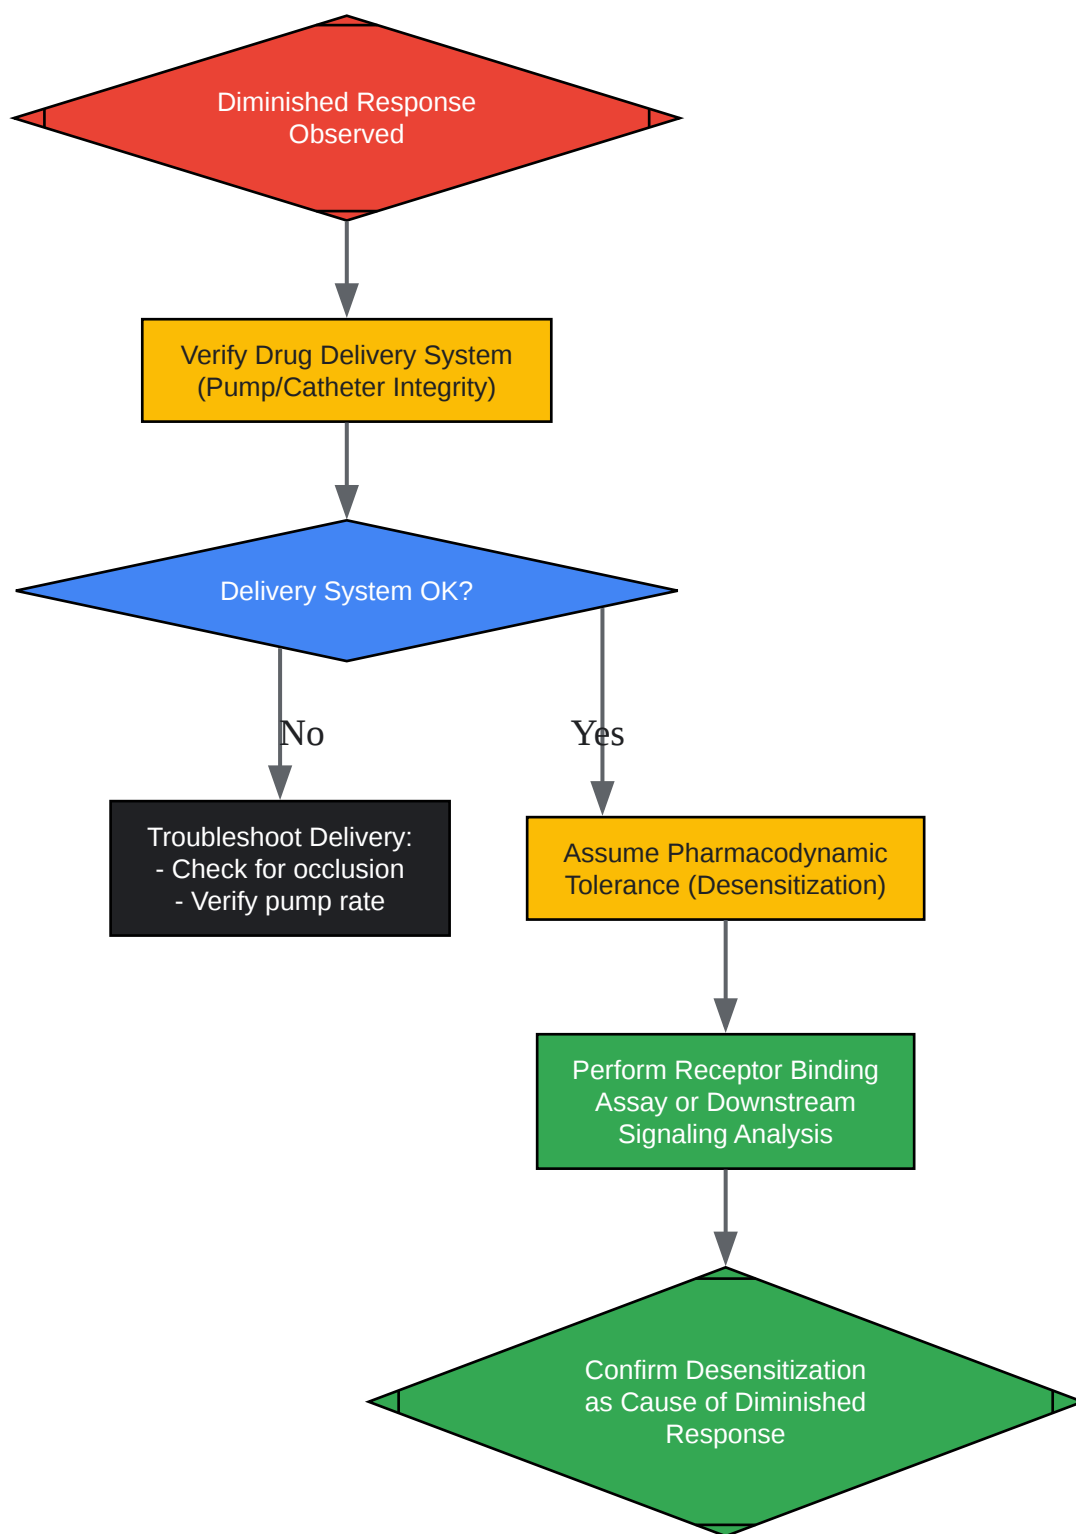 Diminished Response
Observed
Verify Drug Delivery System
(Pump/Catheter Integrity)
Delivery System OK?
No
Yes
Troubleshoot Delivery:
- Check for occlusion
- Verify pump rate
Assume Pharmacodynamic
Tolerance (Desensitization)
Perform Receptor Binding
Assay or Downstream
Signaling Analysis
Confirm Desensitization
as Cause of Diminished
Response